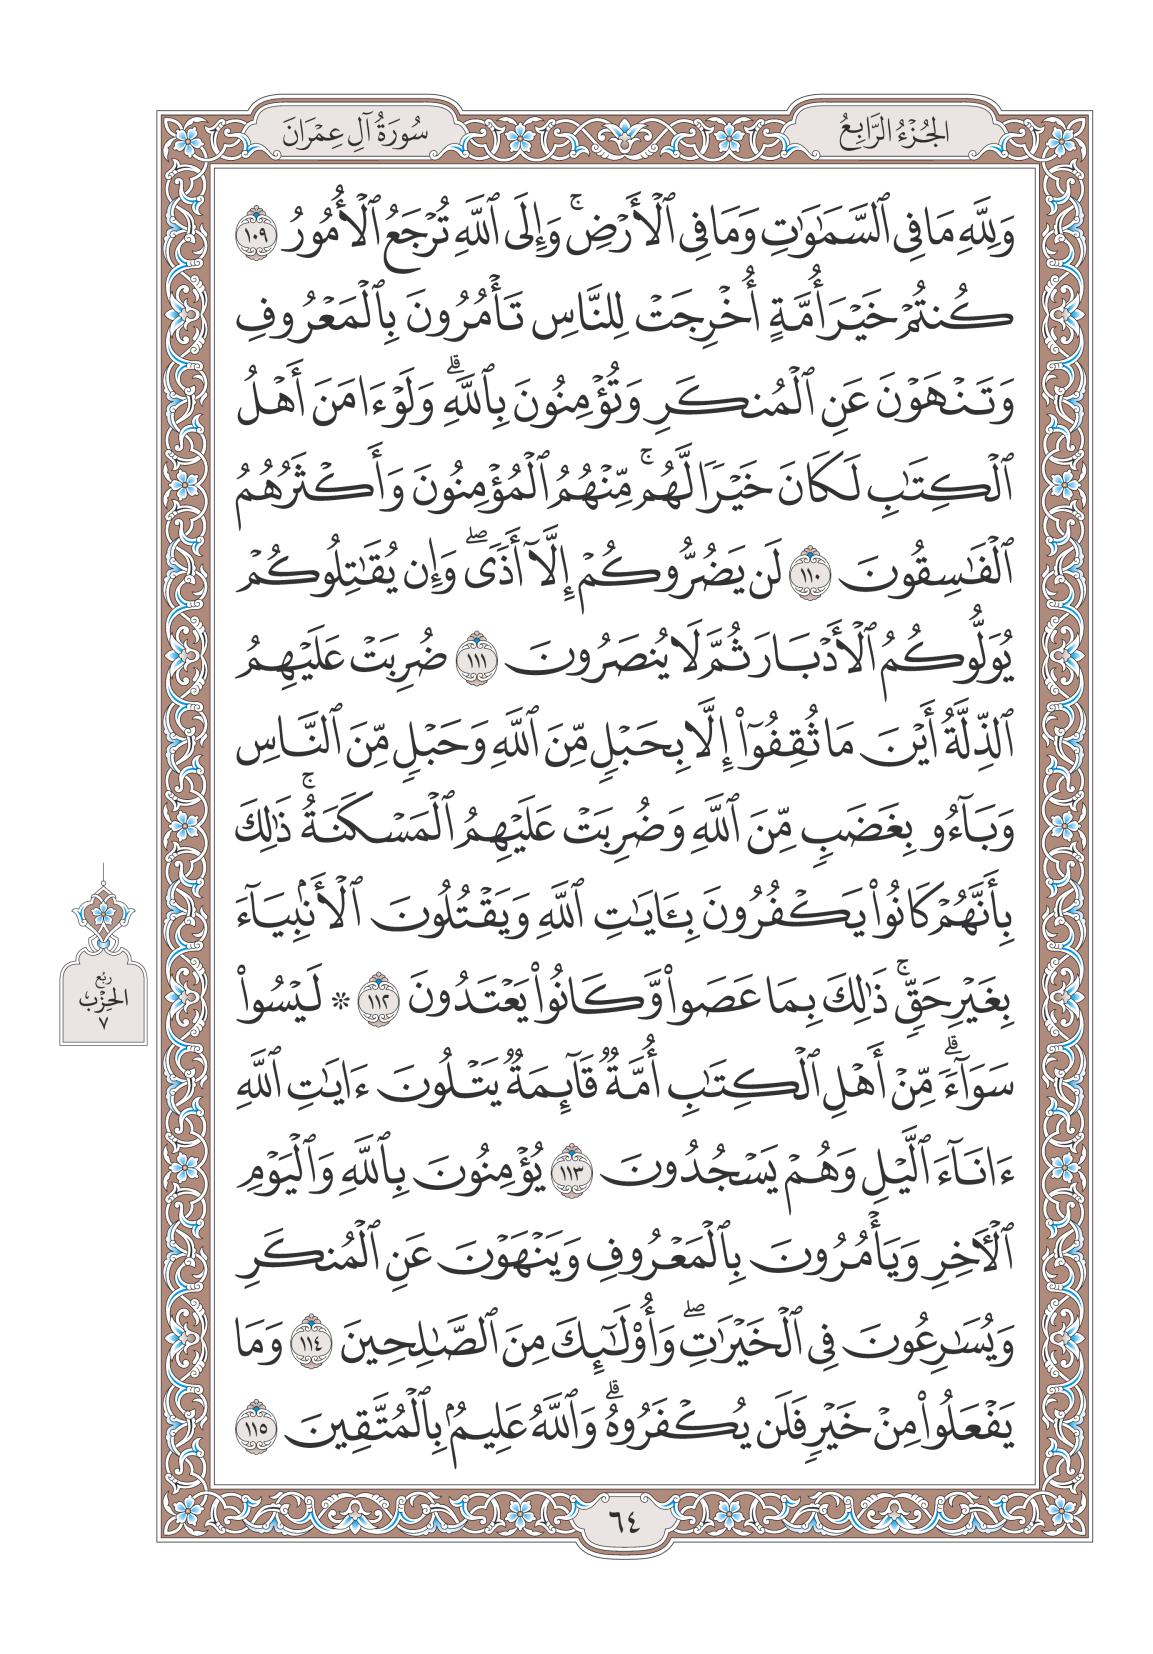 الجُزْءُ الرَّابِعُ
سُورَةُ آلِ عِمْرَانَ
وَلِلَّهِ مَا فِي ٱلسَّمَٰوَٰتِ وَمَا فِي ٱلْأَرْضِۚ وَإِلَى ٱللَّهِ تُرْجَعُ ٱلْأُمُورُ ١٠٩
كُنتُمْ خَيْرَ أُمَّةٍ أُخْرِجَتْ لِلنَّاسِ تَأْمُرُونَ بِٱلْمَعْرُوفِ
وَتَنْهَوْنَ عَنِ ٱلْمُنكَرِ وَتُؤْمِنُونَ بِٱللَّهِۗ وَلَوْ ءَامَنَ أَهْلُ
ٱلْكِتَٰبِ لَكَانَ خَيْرًا لَّهُمۚ مِّنْهُمُ ٱلْمُؤْمِنُونَ وَأَكْثَرُهُمُ
ٱلْفَٰسِقُونَ ١١٠ لَن يَضُرُّوكُمْ إِلَّآ أَذًىۖ وَإِن يُقَٰتِلُوكُمْ
يُوَلُّوكُمُ ٱلْأَدْبَارَ ثُمَّ لَا يُنصَرُونَ ١١١ ضُرِبَتْ عَلَيْهِمُ
ٱلذِّلَّةُ أَيْنَ مَا ثُقِفُوٓا۟ إِلَّا بِحَبْلٍ مِّنَ ٱللَّهِ وَحَبْلٍ مِّنَ ٱلنَّاسِ
وَبَآءُو بِغَضَبٍ مِّنَ ٱللَّهِ وَضُرِبَتْ عَلَيْهِمُ ٱلْمَسْكَنَةُۚ ذَٰلِكَ
بِأَنَّهُمْ كَانُوا۟ يَكْفُرُونَ بِـَٔايَٰتِ ٱللَّهِ وَيَقْتُلُونَ ٱلْأَنۢبِيَآءَ
بِغَيْرِ حَقٍّۚ ذَٰلِكَ بِمَا عَصَوا۟ وَّكَانُوا۟ يَعْتَدُونَ ١١٢ ۞ لَيْسُوا۟
سَوَآءًۗ مِّنْ أَهْلِ ٱلْكِتَٰبِ أُمَّةٌ قَآئِمَةٌ يَتْلُونَ ءَايَٰتِ ٱللَّهِ
ءَانَآءَ ٱلَّيْلِ وَهُمْ يَسْجُدُونَ ١١٣ يُؤْمِنُونَ بِٱللَّهِ وَٱلْيَوْمِ
ٱلْـَٔاخِرِ وَيَأْمُرُونَ بِٱلْمَعْرُوفِ وَيَنْهَوْنَ عَنِ ٱلْمُنكَرِ
وَيُسَٰرِعُونَ فِي ٱلْخَيْرَٰتِۖ وَأُو۟لَٰٓئِكَ مِنَ ٱلصَّٰلِحِينَ ١١٤ وَمَا
يَفْعَلُوا۟ مِنْ خَيْرٍ فَلَن يُكْفَرُوهُۗ وَٱللَّهُ عَلِيمٌۢ بِٱلْمُتَّقِينَ ١١٥
ربُع
الحِزْب
٧
٦٤